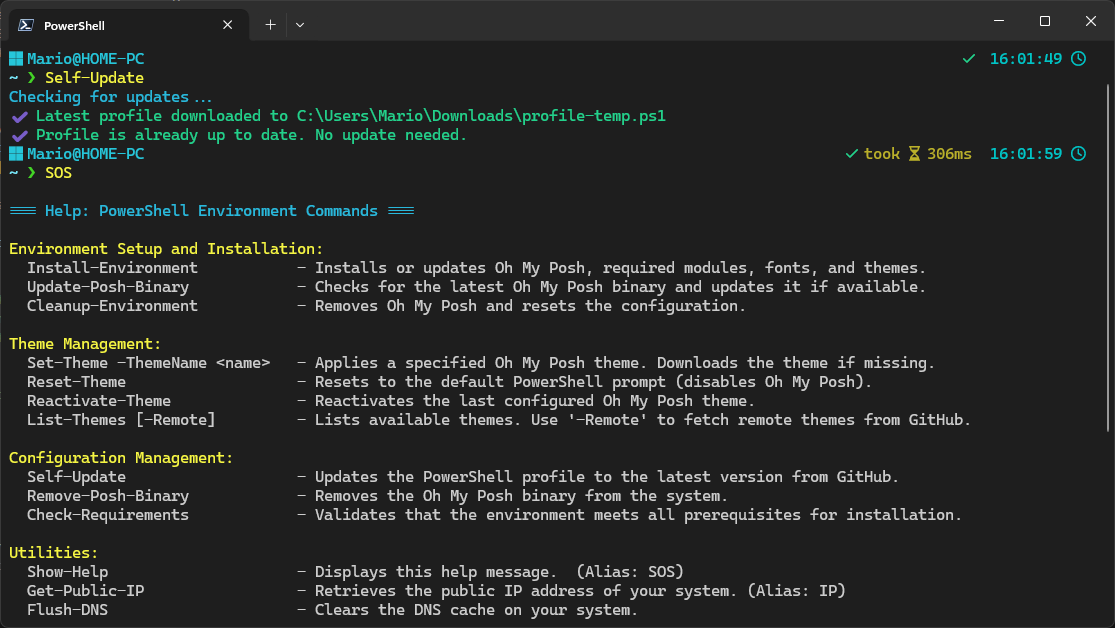 PowerShell
Mario@HOME-PC 16:01:49
~ ❯ Self-Update
Checking for updates...
✔ Latest profile downloaded to C:\Users\Mario\Downloads\profile-temp.ps1
✔ Profile is already up to date. No update needed.
Mario@HOME-PC ✓ took 306ms 16:01:59
~ ❯ SOS
=== Help: PowerShell Environment Commands ===
Environment Setup and Installation:
Install-Environment - Installs or updates Oh My Posh, required modules, fonts, and themes.
Update-Posh-Binary - Checks for the latest Oh My Posh binary and updates it if available.
Cleanup-Environment - Removes Oh My Posh and resets the configuration.
Theme Management:
Set-Theme -ThemeName <name> - Applies a specified Oh My Posh theme. Downloads the theme if missing.
Reset-Theme - Resets to the default PowerShell prompt (disables Oh My Posh).
Reactivate-Theme - Reactivates the last configured Oh My Posh theme.
List-Themes [-Remote] - Lists available themes. Use '-Remote' to fetch remote themes from GitHub.
Configuration Management:
Self-Update - Updates the PowerShell profile to the latest version from GitHub.
Remove-Posh-Binary - Removes the Oh My Posh binary from the system.
Check-Requirements - Validates that the environment meets all prerequisites for installation.
Utilities:
Show-Help - Displays this help message. (Alias: SOS)
Get-Public-IP - Retrieves the public IP address of your system. (Alias: IP)
Flush-DNS - Clears the DNS cache on your system.